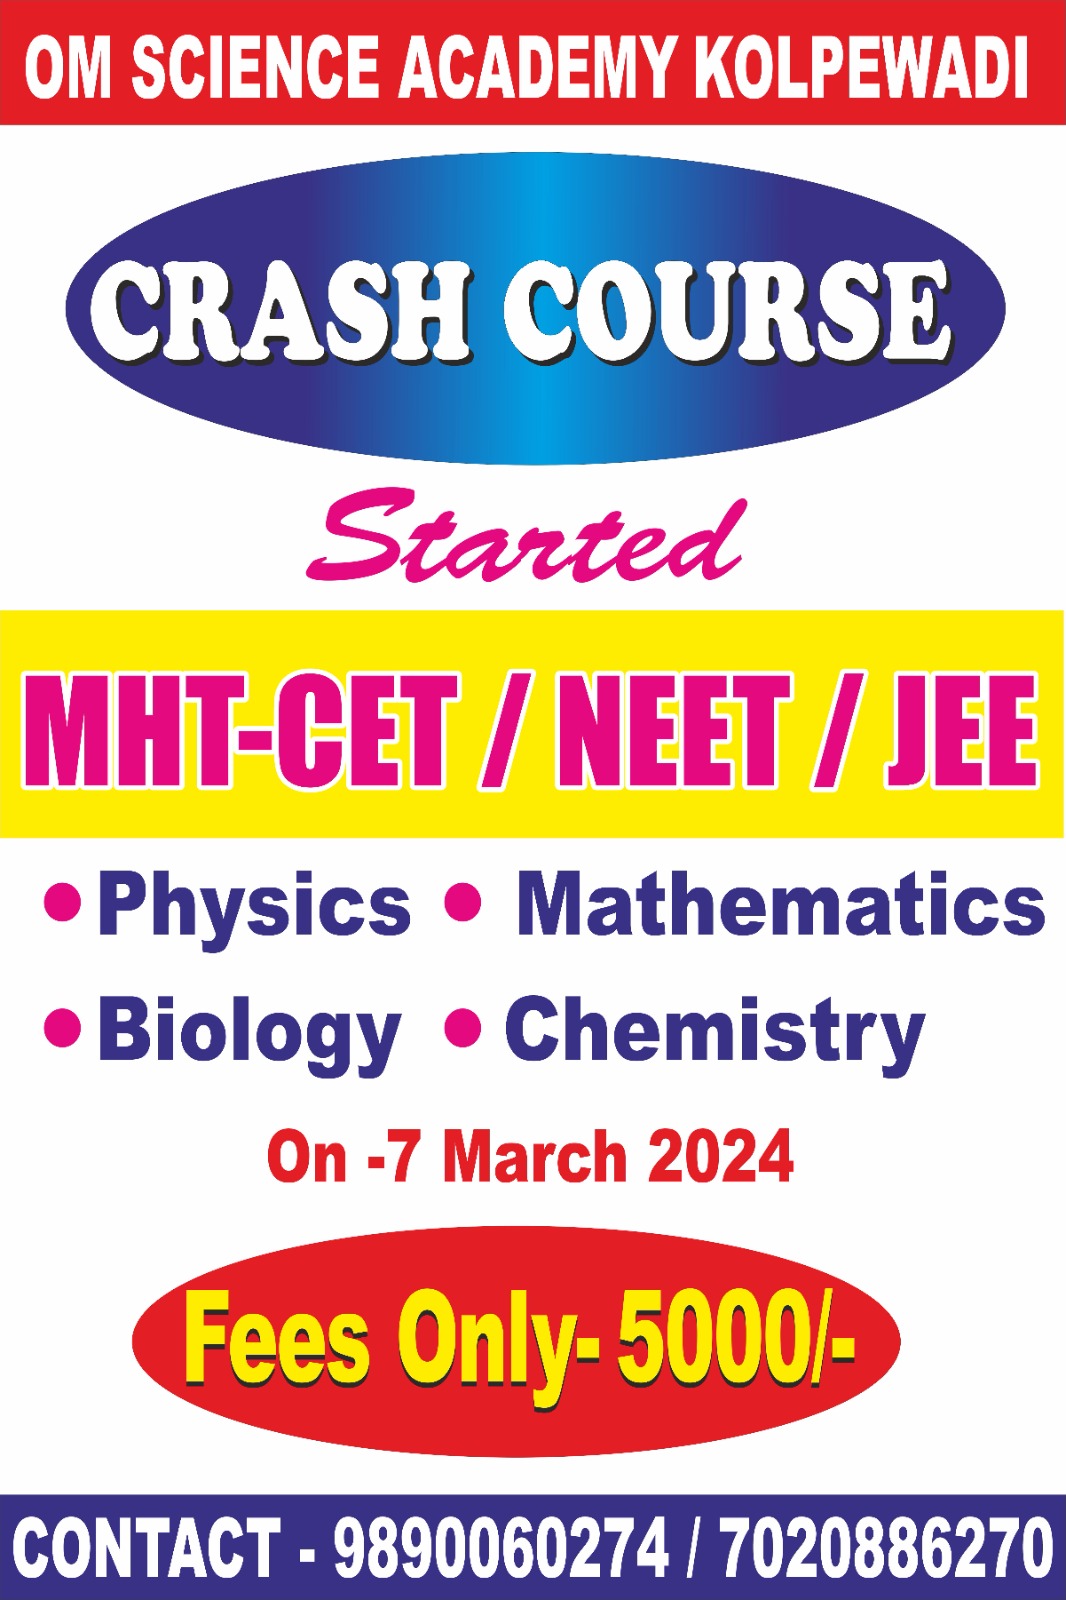 OM SCIENCE ACADEMY KOLPEWADI
CRASH COURSE
Started
MHT-CET / NEET / JEE
• Physics • Mathematics
• Biology • Chemistry
On -7 March 2024
Fees Only- 5000/-
CONTACT - 9890060274 / 7020886270